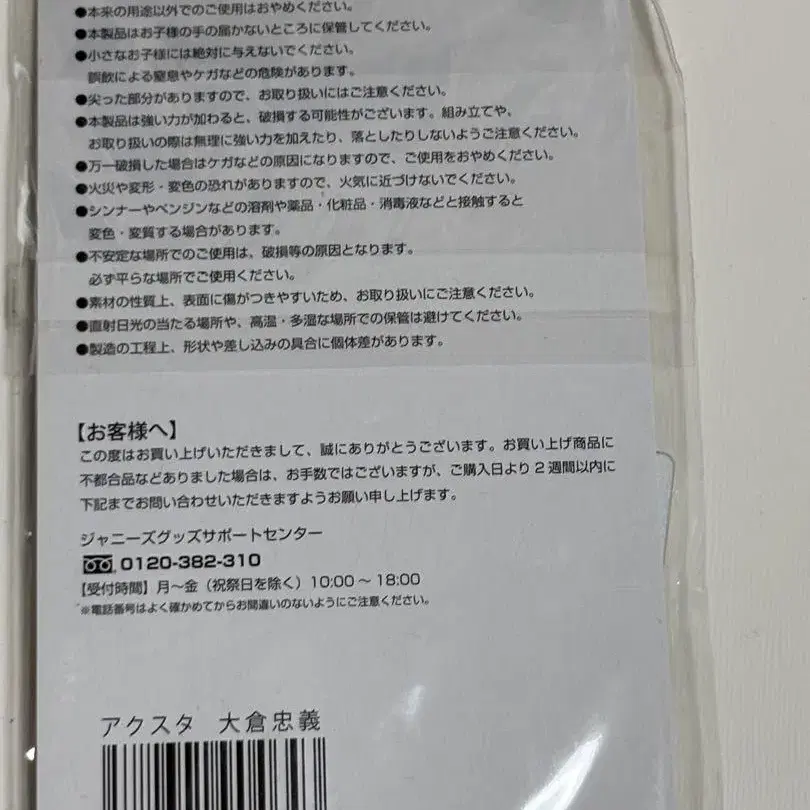 ●本来の用途以外でのご使用はおやめください。
●本製品はお子様の手の届かないところに保管してください。
●小さなお子様には絶対に与えないでください。
誤飲による窒息やケガなどの危険があります。
●尖った部分がありますので、お取り扱いにはご注意ください。
●本製品は強い力が加わると、破損する可能性がございます。組み立てや、
お取り扱いの際は無理に強い力を加えたり、落としたりしないようご注意ください。
●万一破損した場合はケガなどの原因になりますので、ご使用をおやめください。
●火災や変形・変色の恐れがありますので、火気に近づけないでください。
●シンナーやベンジンなどの溶剤や薬品・化粧品・消毒液などと接触すると
変色・変質する場合があります。
●不安定な場所でのご使用は、破損等の原因となります。
必ず平らな場所でご使用ください。
●素材の性質上、表面に傷がつきやすいため、お取り扱いにご注意ください。
●直射日光の当たる場所や、高温・多湿な場所での保管は避けてください。
●製造の工程上、形状や差し込みの具合に個体差があります。
【お客様へ】
この度はお買い上げいただきまして、誠にありがとうございます。お買い上げ商品に
不都合品などありました場合は、お手数ではございますが、ご購入日より2週間以内に
下記までお問い合わせいただきますようお願い申し上げます。
ジャニーズグッズサポートセンター
0120-382-310
【受付時間】月～金（祝祭日を除く）10:00～18:00
※電話番号はよく確かめてからお間違いのないようにご注意ください。
アクスタ 大倉忠義